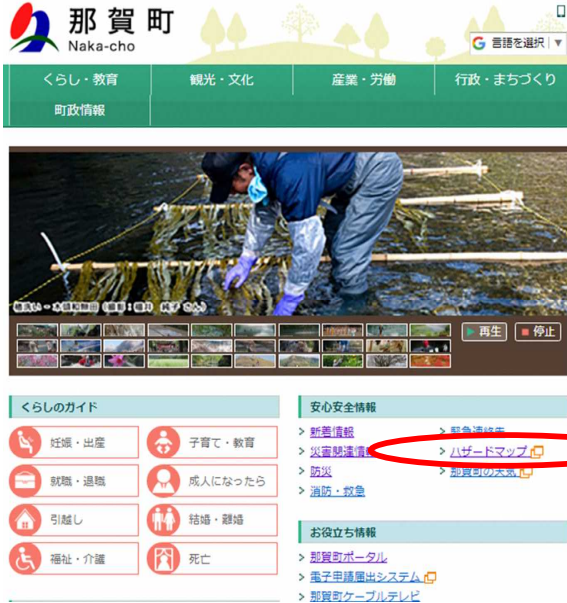 那賀町
Naka-cho
言語を選択
くらし・教育 観光・文化 産業・労働 行政・まちづくり
町政情報
再生 停止
くらしのガイド
妊娠・出産 子育て・教育
就職・退職 成人になったら
引越し 結婚・離婚
福祉・介護 死亡
安心安全情報
新着情報 緊急連絡先
災害関連情報 ハザードマップ
防災 那賀町の天気
消防・救急
お役立ち情報
那賀町ポータル
電子申請届出システム
那賀町ケーブルテレビ